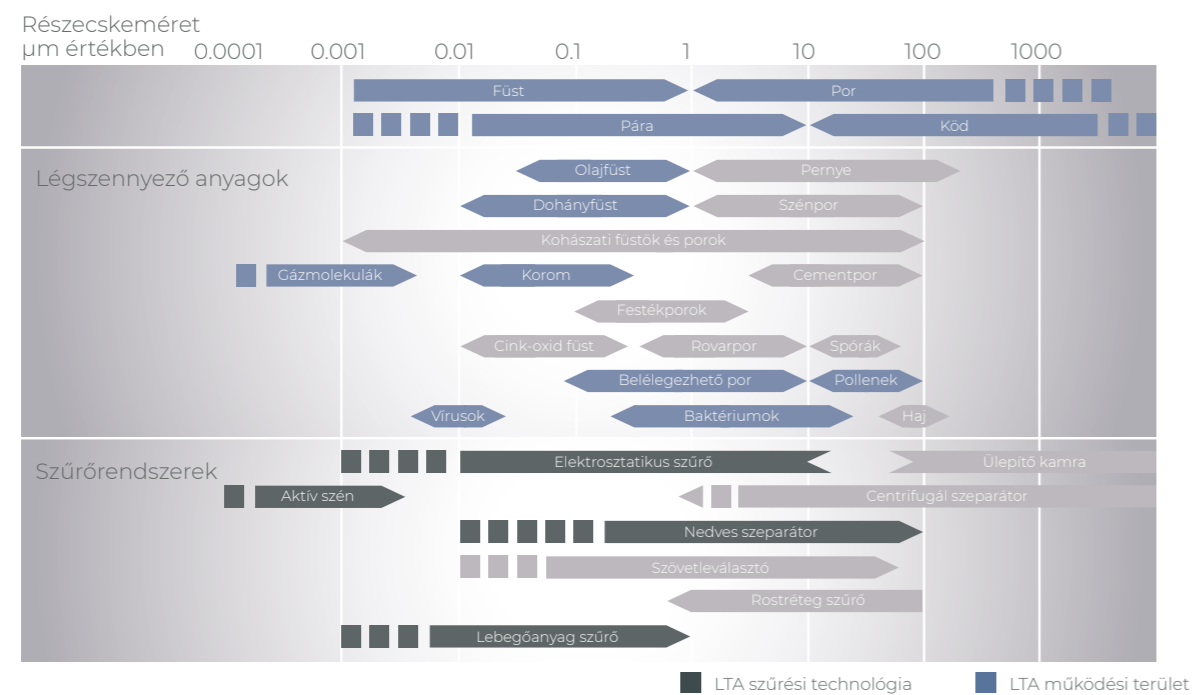 Részecskeméret
µm értékben 0.0001 0.001 0.01 0.1 1 10 100 1000
Füst Por
Pára Köd
Légszennyező anyagok
Olajfüst Pernye
Dohányfüst Szénpor
Kohászati füstök és porok
Gázmolekulák Korom Cementpor
Festékporok
Cink-oxid füst Rovarpor Spórák
Belélegezhető por Pollenek
Vírusok Baktériumok Haj
Szűrőrendszerek
Elektrosztatikus szűrő Ülepítő kamra
Aktív szén Centrifugál szeparátor
Nedves szeparátor
Szövetleválasztó
Rostréteg szűrő
Lebegőanyag szűrő
LTA szűrési technológia LTA működési terület